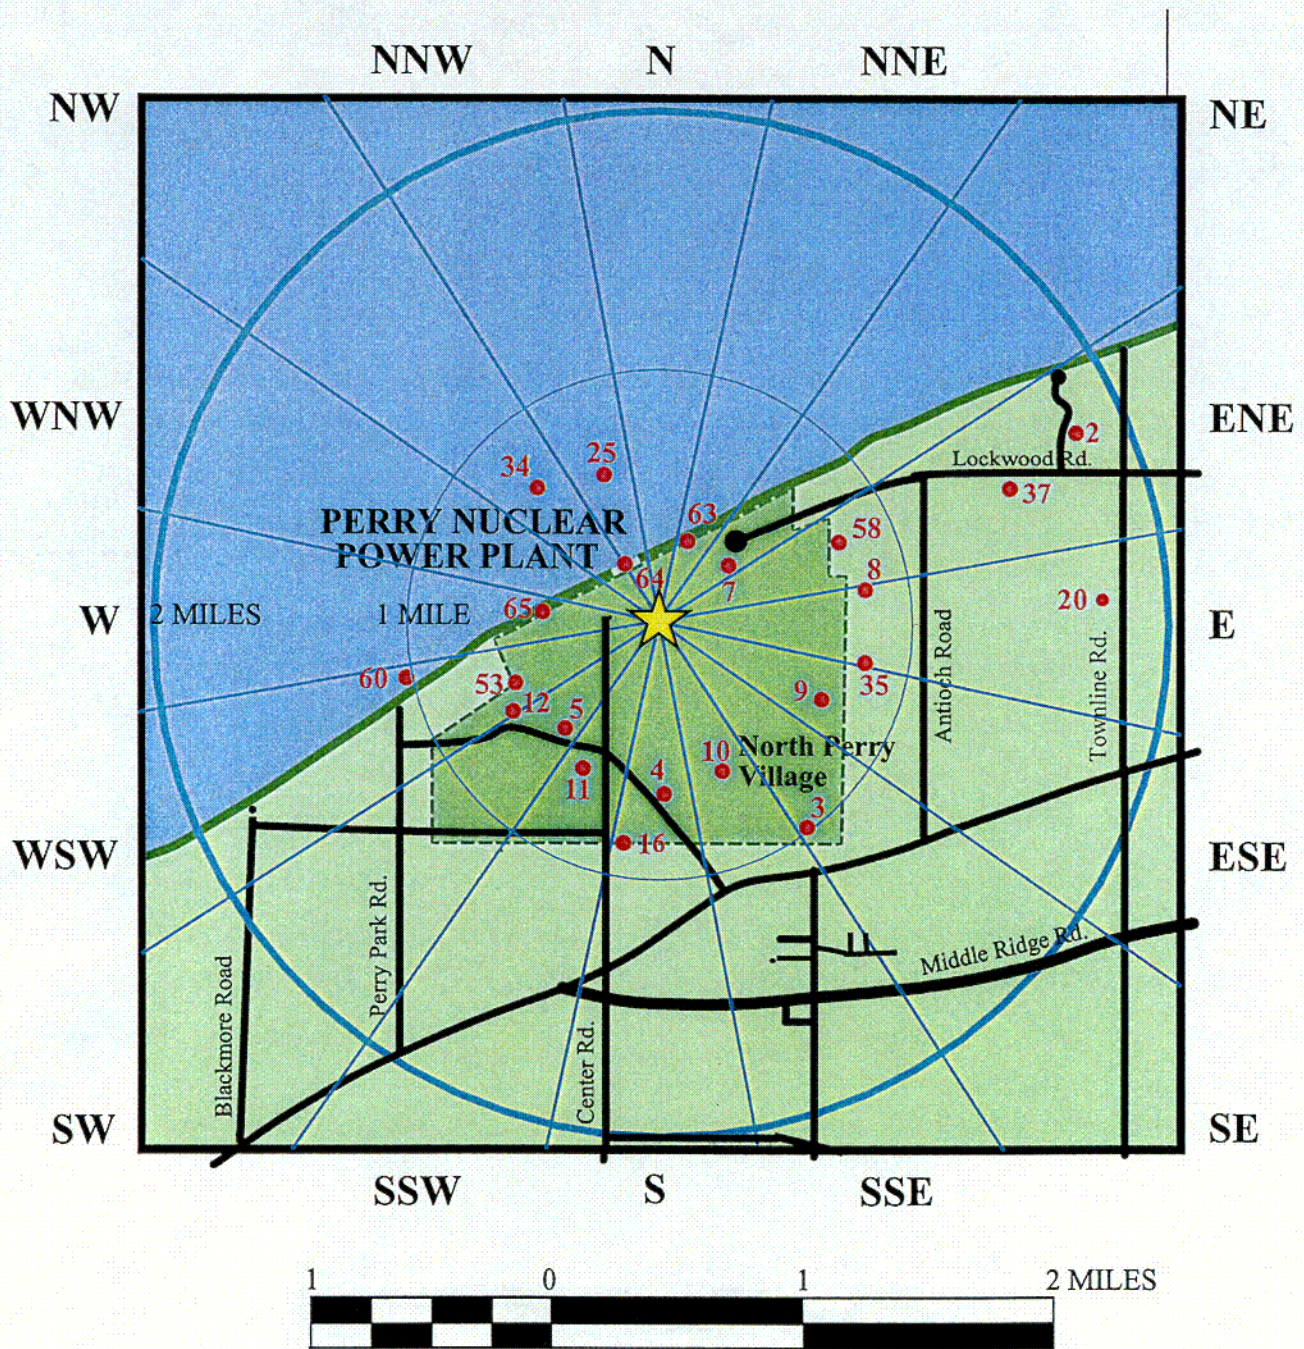 NNW N NNE
NW NE
WNW ENE
2
Lockwood Rd.
25
34
37
63
PERRY NUCLEAR
58
POWER PLANT
64
8
7
65
20
2 MILES 1 MILE
W E
60
53
12
5
9
35
Antioch Road
Townline Rd.
10
North Perry
Village
4
11
3
16
WSW ESE
Perry Park Rd.
Blackmore Road
Middle Ridge Rd.
Center Rd.
SW SE
SSW S SSE
1 0 1 2 MILES